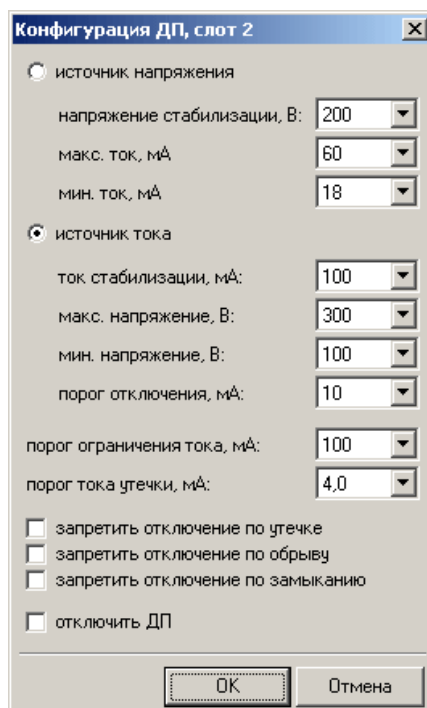 Конфигурация ДП, слот 2
источник напряжения
напряжение стабилизации, В: 200
макс. ток, мА 60
мин. ток, мА 18
источник тока
ток стабилизации, мА: 100
макс. напряжение, В: 300
мин. напряжение, В: 100
порог отключения, мА: 10
порог ограничения тока, мА: 100
порог тока утечки, мА: 4,0
запретить отключение по утечке
запретить отключение по обрыву
запретить отключение по замыканию
отключить ДП
OK Отмена